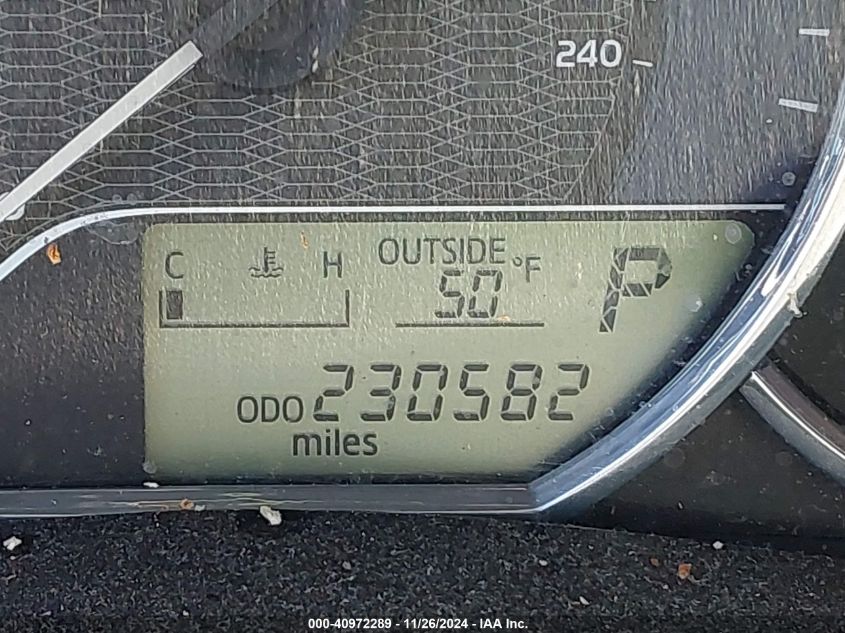 240
C H OUTSIDE 50 °F P
ODO 230582
miles
000-40972289 - 11/26/2024 - IAA Inc.